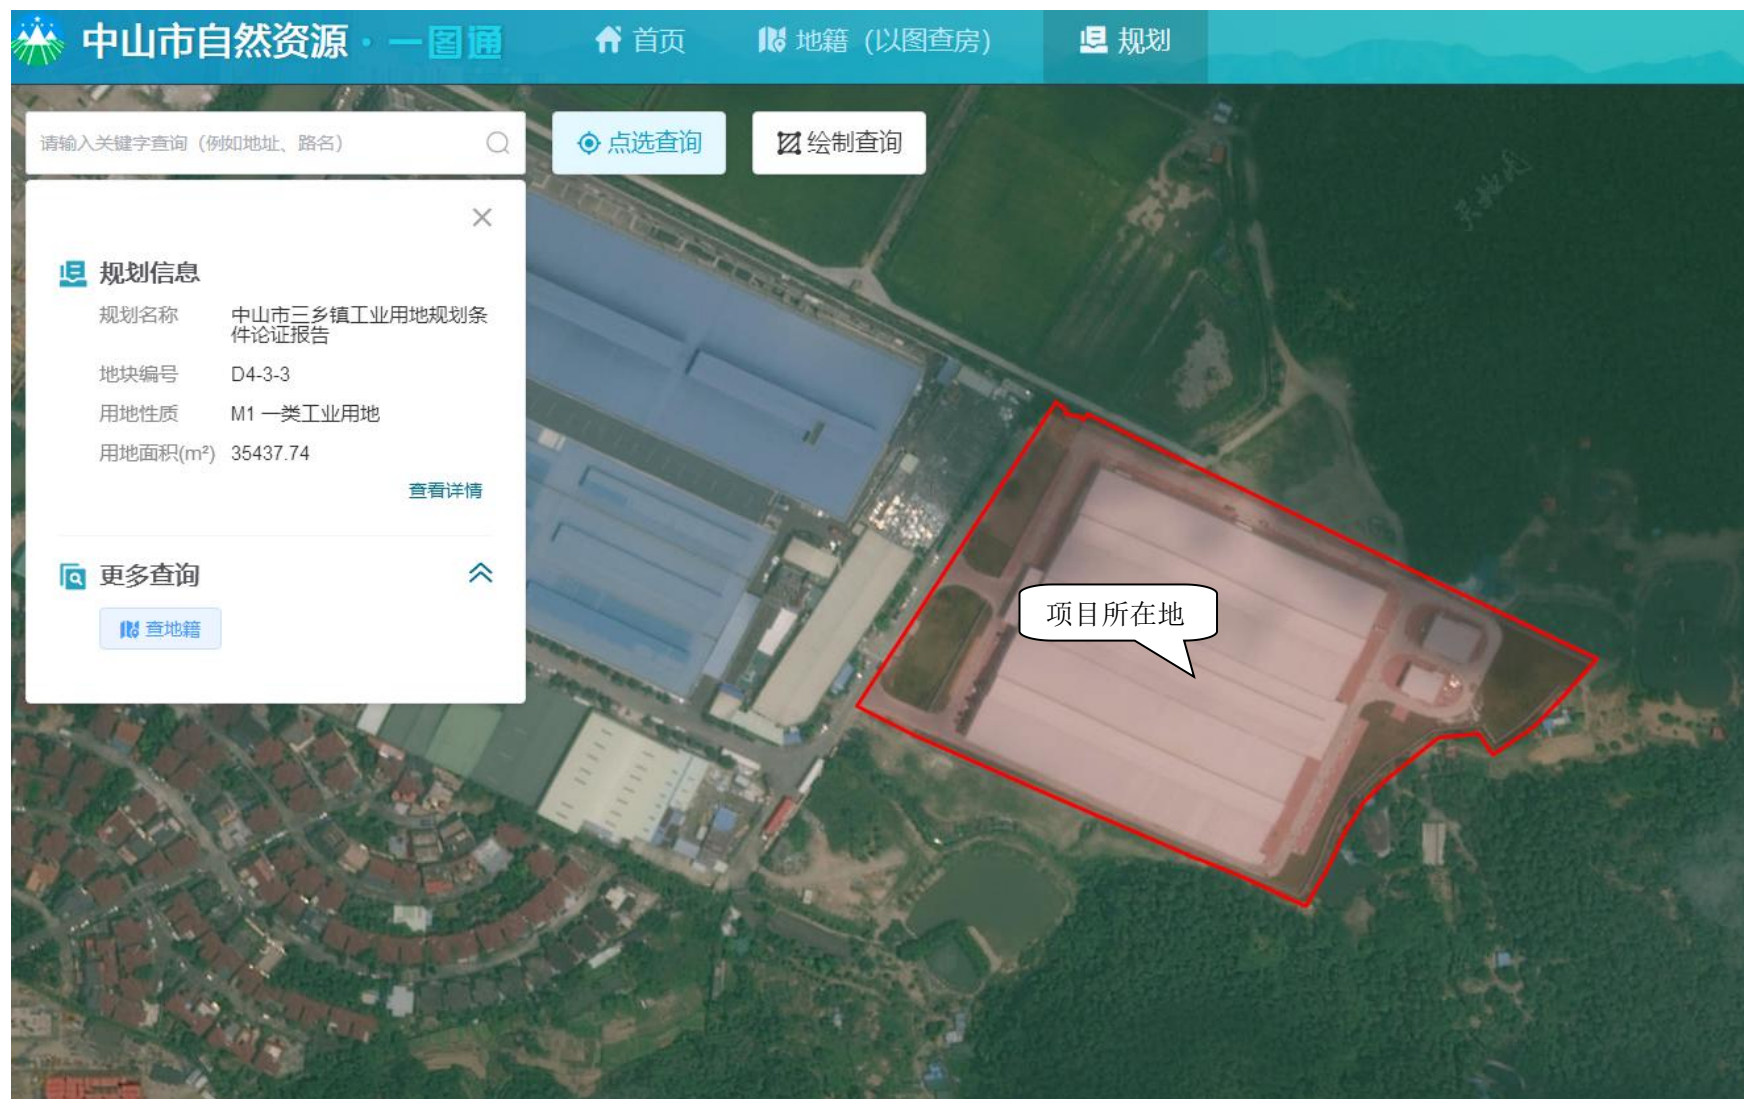 中山市自然资源·一图通
首页
地籍（以图查房）
规划
请输入关键字查询（例如地址、路名）
点选查询
绘制查询
规划信息
规划名称 中山市三乡镇工业用地规划条
件论证报告
地块编号 D4-3-3
用地性质 M1 一类工业用地
用地面积(m²) 35437.74
查看详情
更多查询
查地籍
项目所在地